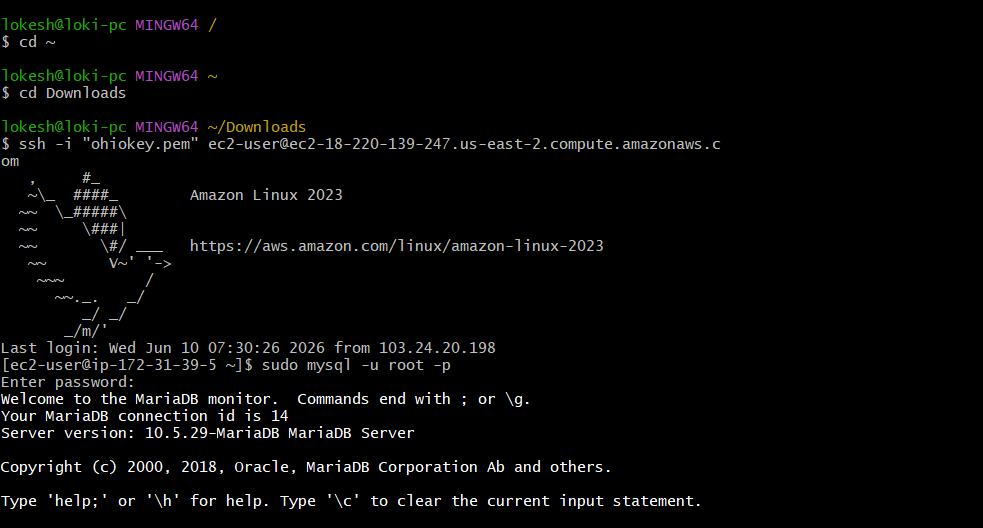 lokesh@loki-pc MINGW64 /
$ cd ~

lokesh@loki-pc MINGW64 ~
$ cd Downloads

lokesh@loki-pc MINGW64 ~/Downloads
$ ssh -i "ohiokey.pem" ec2-user@ec2-18-220-139-247.us-east-2.compute.amazonaws.c
om
   ,     #_
   ~\_  ####_        Amazon Linux 2023
  ~~  \_#####\
  ~~     \###|
  ~~       \#/ ___   https://aws.amazon.com/linux/amazon-linux-2023
   ~~       V~' '->
    ~~~         /
      ~~._.   _/
         _/ _/
       _/m/'
Last login: Wed Jun 10 07:30:26 2026 from 103.24.20.198
[ec2-user@ip-172-31-39-5 ~]$ sudo mysql -u root -p
Enter password:
Welcome to the MariaDB monitor.  Commands end with ; or \g.
Your MariaDB connection id is 14
Server version: 10.5.29-MariaDB MariaDB Server

Copyright (c) 2000, 2018, Oracle, MariaDB Corporation Ab and others.

Type 'help;' or '\h' for help. Type '\c' to clear the current input statement.